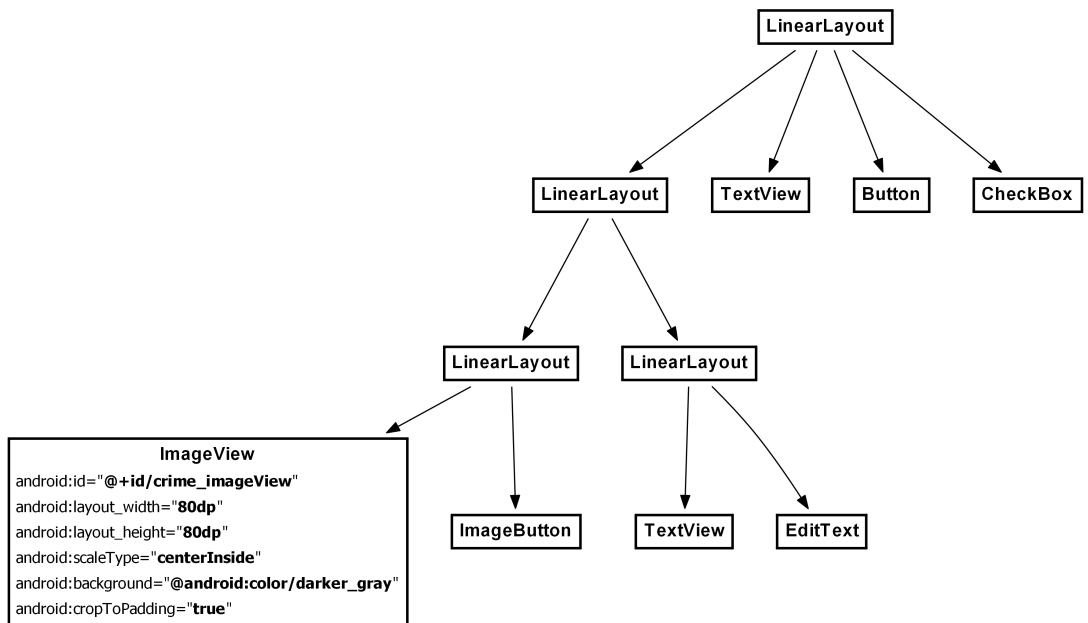 LinearLayout
LinearLayout
TextView
Button
CheckBox
LinearLayout
LinearLayout
ImageView
android:id="@+id/crime_imageView"
android:layout_width="80dp"
android:layout_height="80dp"
android:scaleType="centerInside"
android:background="@android:color/darker_gray"
android:cropToPadding="true"
ImageButton
TextView
EditText